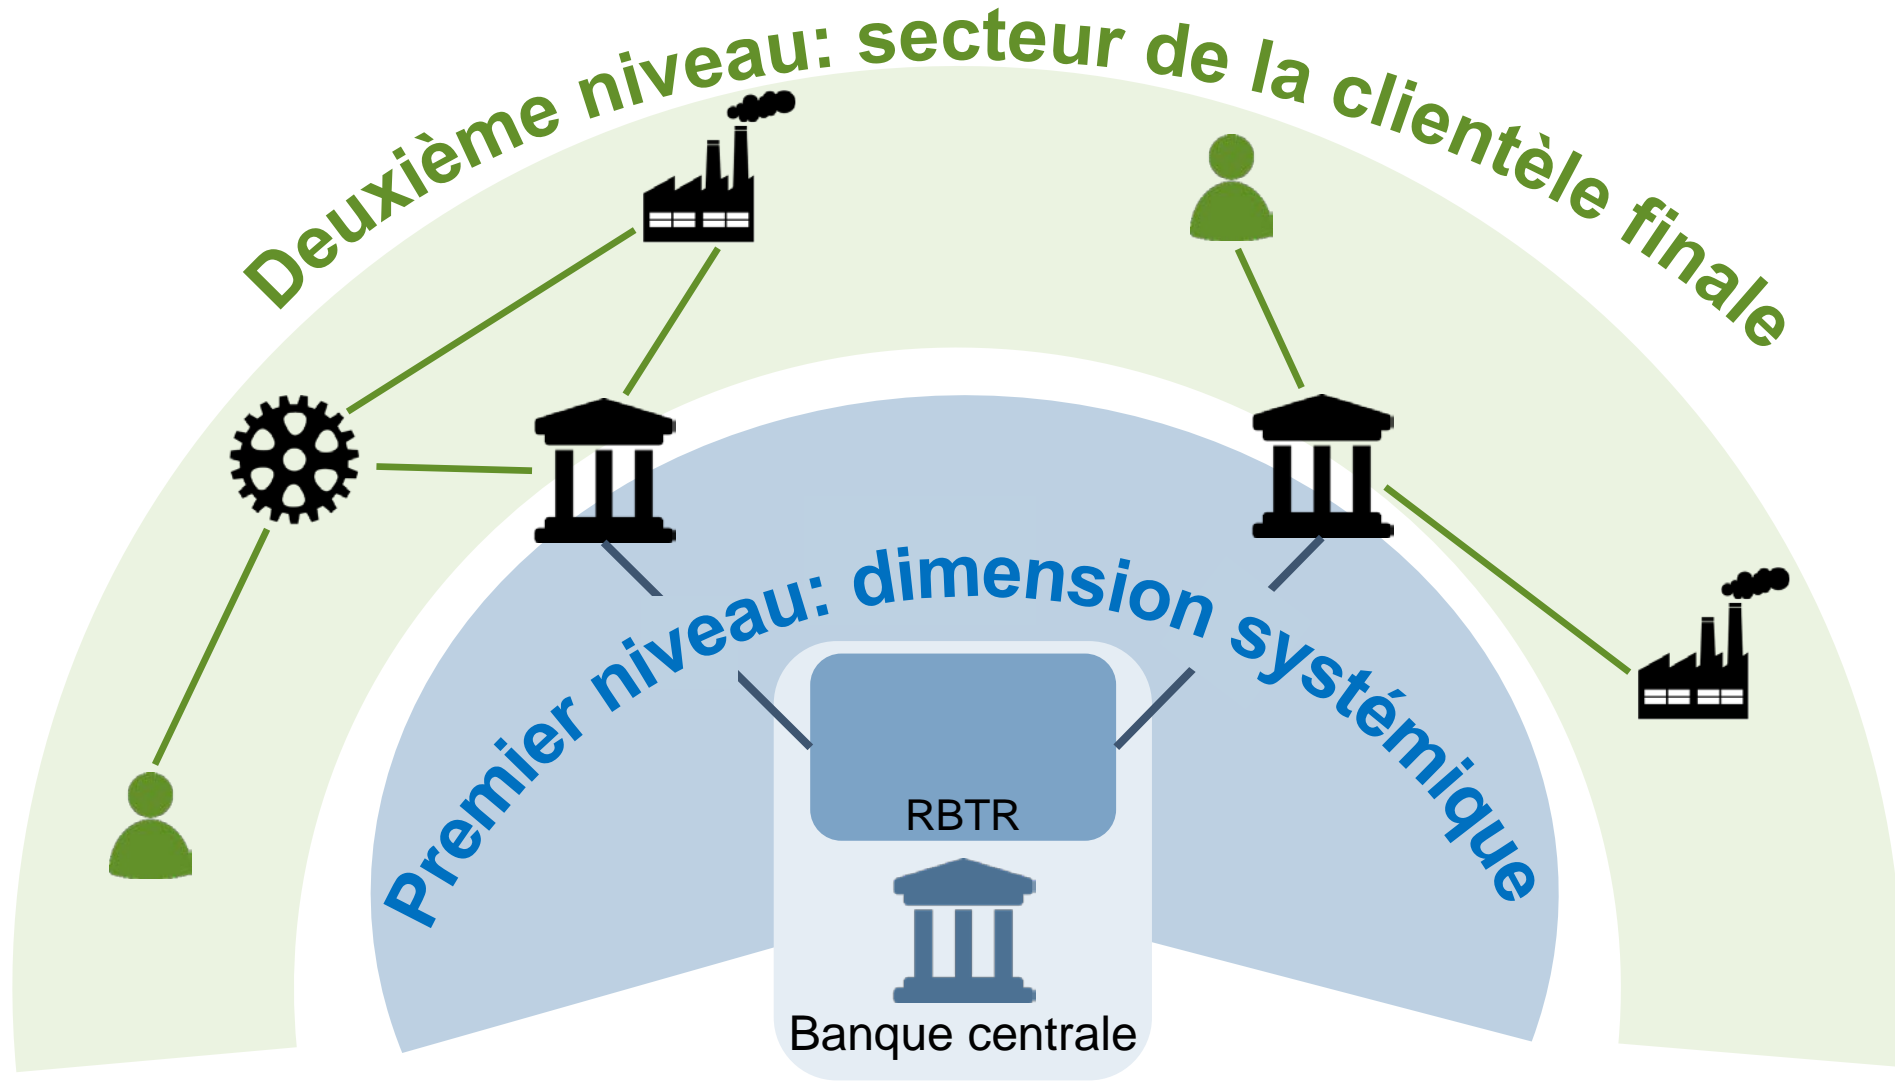 Deuxième niveau: secteur de la clientèle finale
Premier niveau: dimension systémique
RBTR
Banque centrale